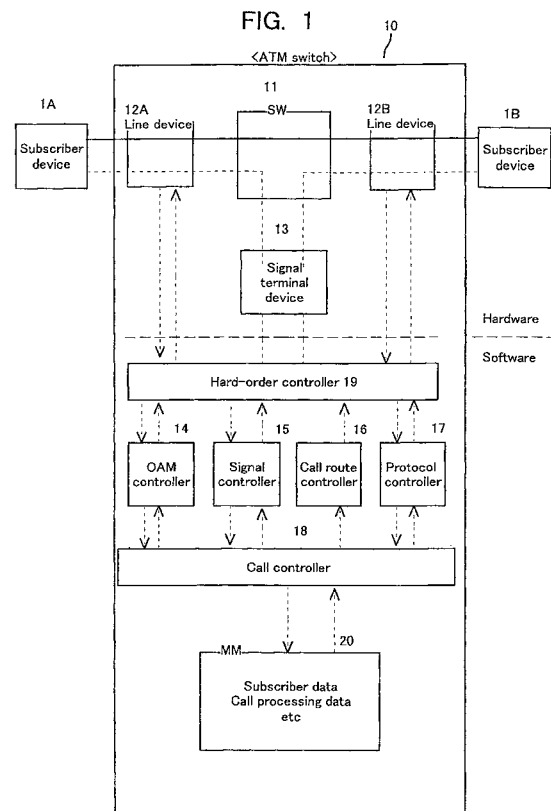 FIG. 1
10
<ATM switch>
1A
11
1B
12A
SW
12B
Line device
Line device
Subscriber
device
Subscriber
device
13
Signal
terminal
device
Hardware
Software
Hard-order controller 19
14
15
16
17
OAM
controller
Signal
controller
Call route
controller
Protocol
controller
18
Call controller
20
MM
Subscriber data
Call processing data
etc